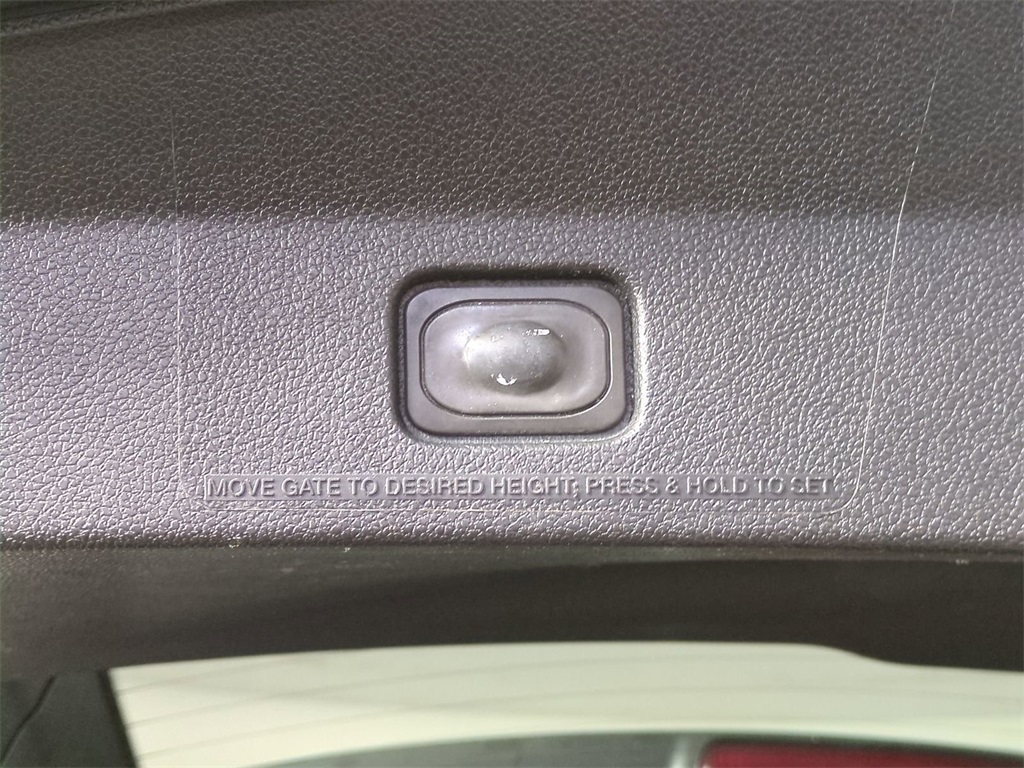 MOVE GATE TO DESIRED HEIGHT; PRESS & HOLD TO SET